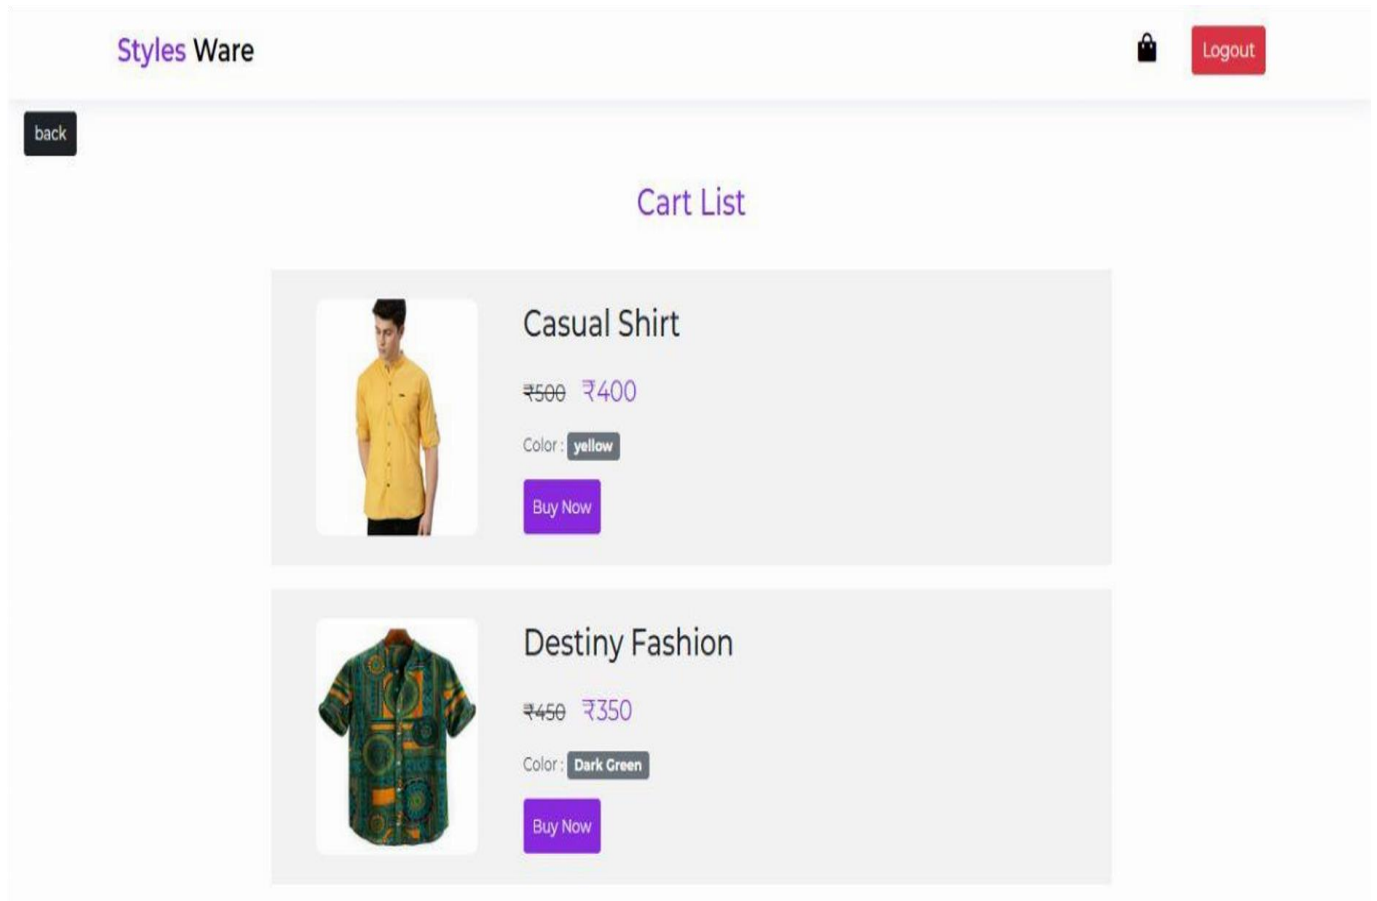 Styles Ware
Logout
back
Cart List
Casual Shirt
₹500 ₹400
Color : yellow
Buy Now
Destiny Fashion
₹450 ₹350
Color : Dark Green
Buy Now